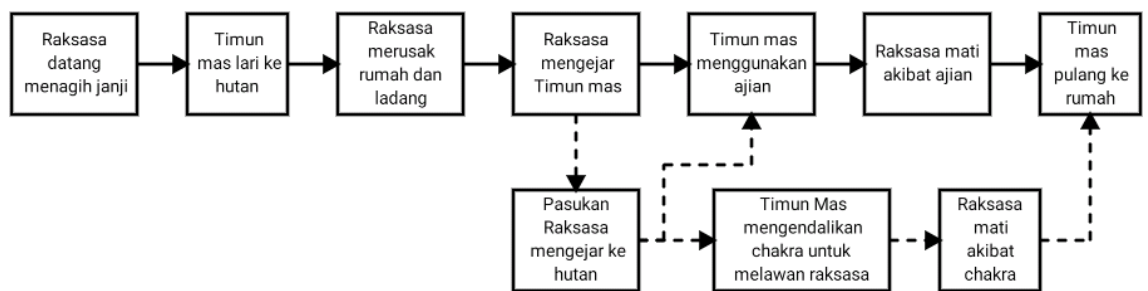 Raksasa
datang
menagih janji
Timun
mas lari ke
hutan
Raksasa
merusak
rumah dan
ladang
Raksasa
mengejar
Timun mas
Timun mas
menggunakan
ajian
Raksasa mati
akibat ajian
Timun
mas
pulang ke
rumah
Pasukan
Raksasa
mengejar ke
hutan
Timun Mas
mengendalikan
chakra untuk
melawan raksasa
Raksasa
mati
akibat
chakra